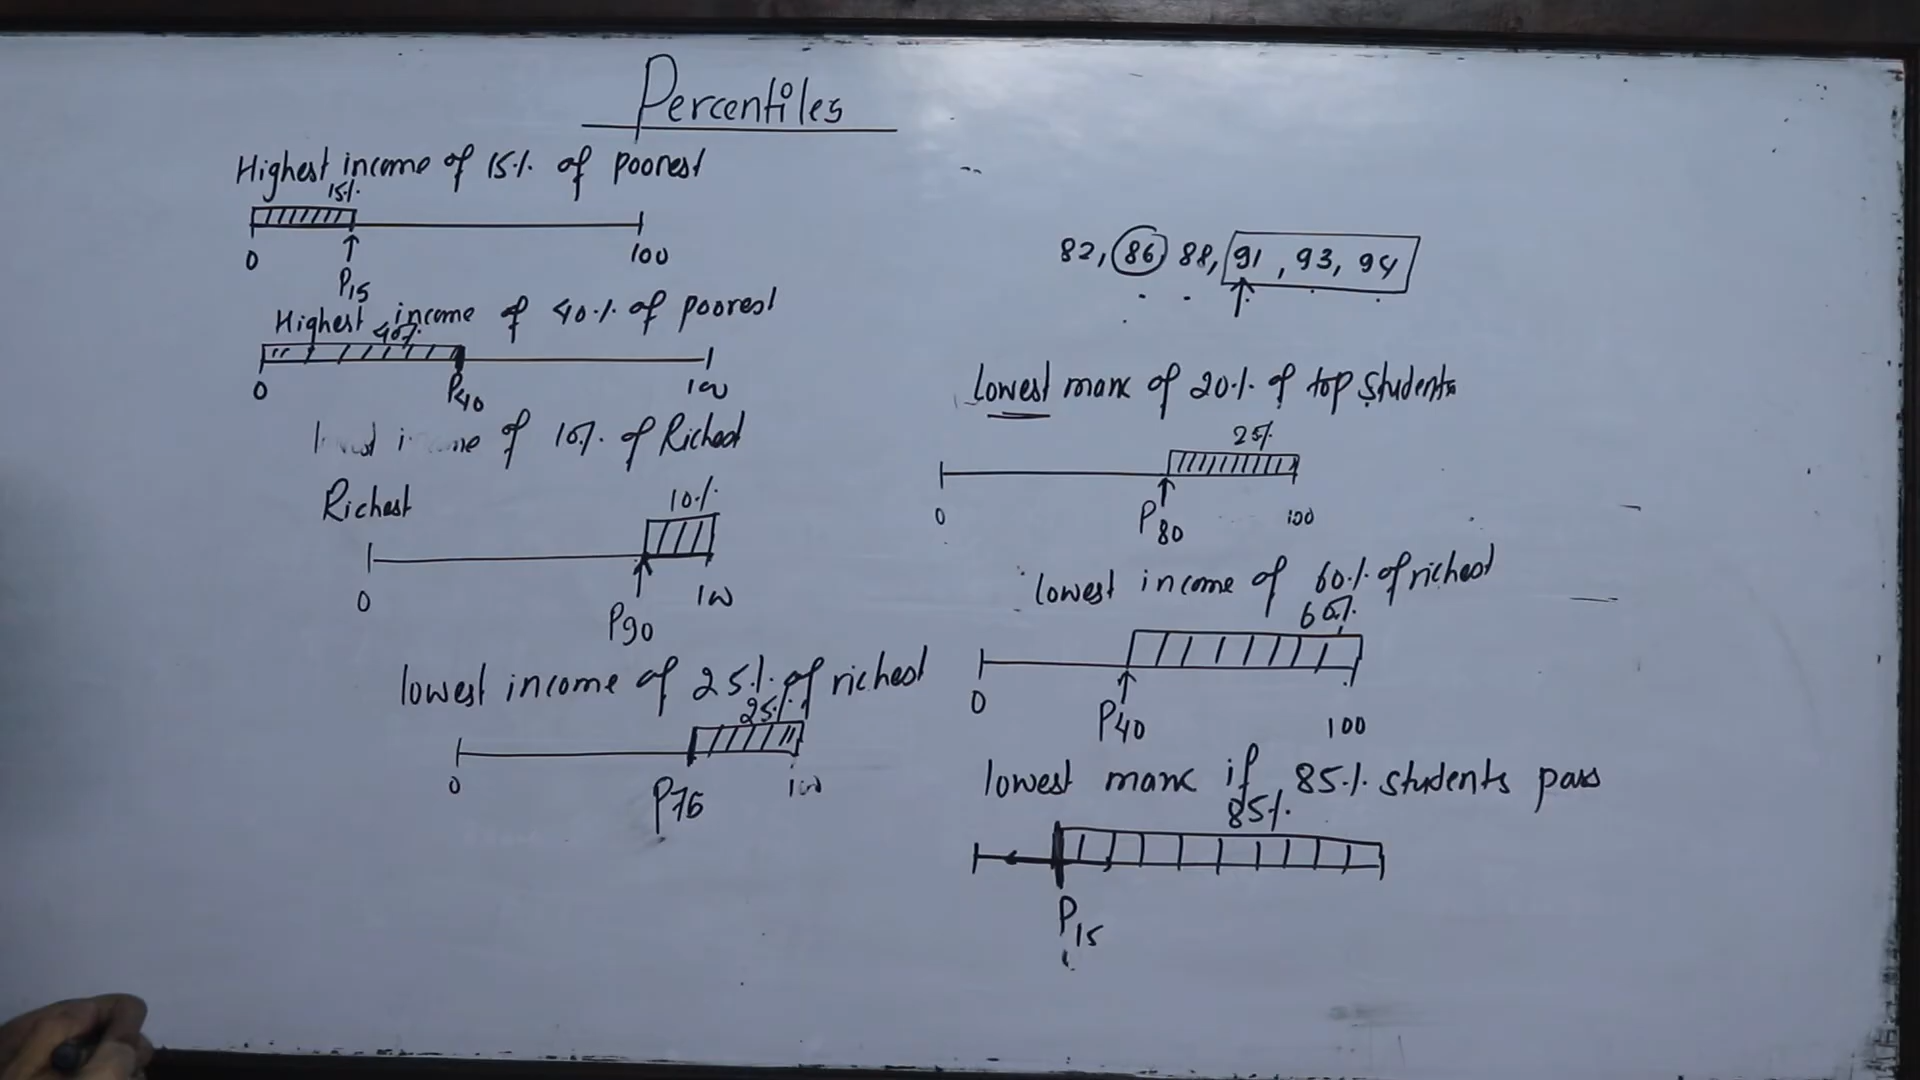 Percentiles
Highest income of 15% of poorest
15%
0 100
P15
Highest income of 40% of poorest
40%
0 P40 100
income of 10% of Richest
Richest
10%
0 100
P90
lowest income of 25% of richest
25%
0 100
P75
82, 86 88, 91, 93, 94
lowest mark of 20% of top students
0 P80 100
lowest income of 60% of richest
60%
0 P40 100
lowest mark if 85% students pass
85%
P15